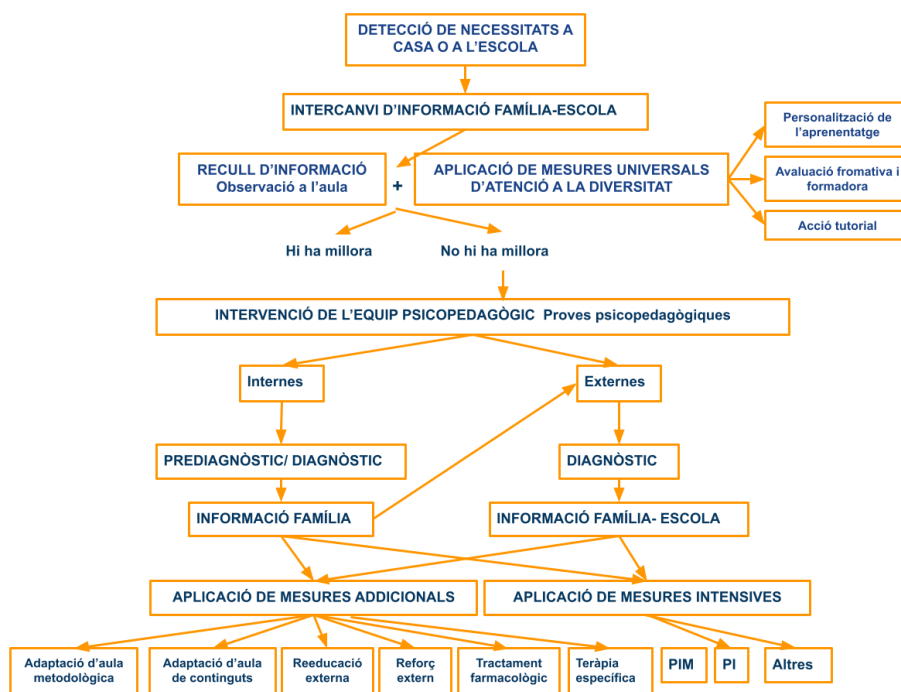 DETECCIÓ DE NECESSITATS A
CASA O A L'ESCOLA
INTERCANVI D'INFORMACIÓ FAMÍLIA-ESCOLA
RECULL D'INFORMACIÓ
Observació a l'aula
+
APLICACIÓ DE MESURES UNIVERSALS
D'ATENCIÓ A LA DIVERSITAT
Personalització de
l'aprenentatge
Avaluació fromativa i
formadora
Acció tutorial
Hi ha millora
No hi ha millora
INTERVENCIÓ DE L'EQUIP PSICOPEDAGÒGIC Proves psicopedagògiques
Internes
Externes
PREDIAGNÒSTIC/ DIAGNÒSTIC
DIAGNÒSTIC
INFORMACIÓ FAMÍLIA
INFORMACIÓ FAMÍLIA- ESCOLA
APLICACIÓ DE MESURES ADDICIONALS
APLICACIÓ DE MESURES INTENSIVES
Adaptació d'aula
metodològica
Adaptació d'aula
de continguts
Reeducació
externa
Reforç
extern
Tractament
farmacològic
Teràpia
específica
PIM
PI
Altres